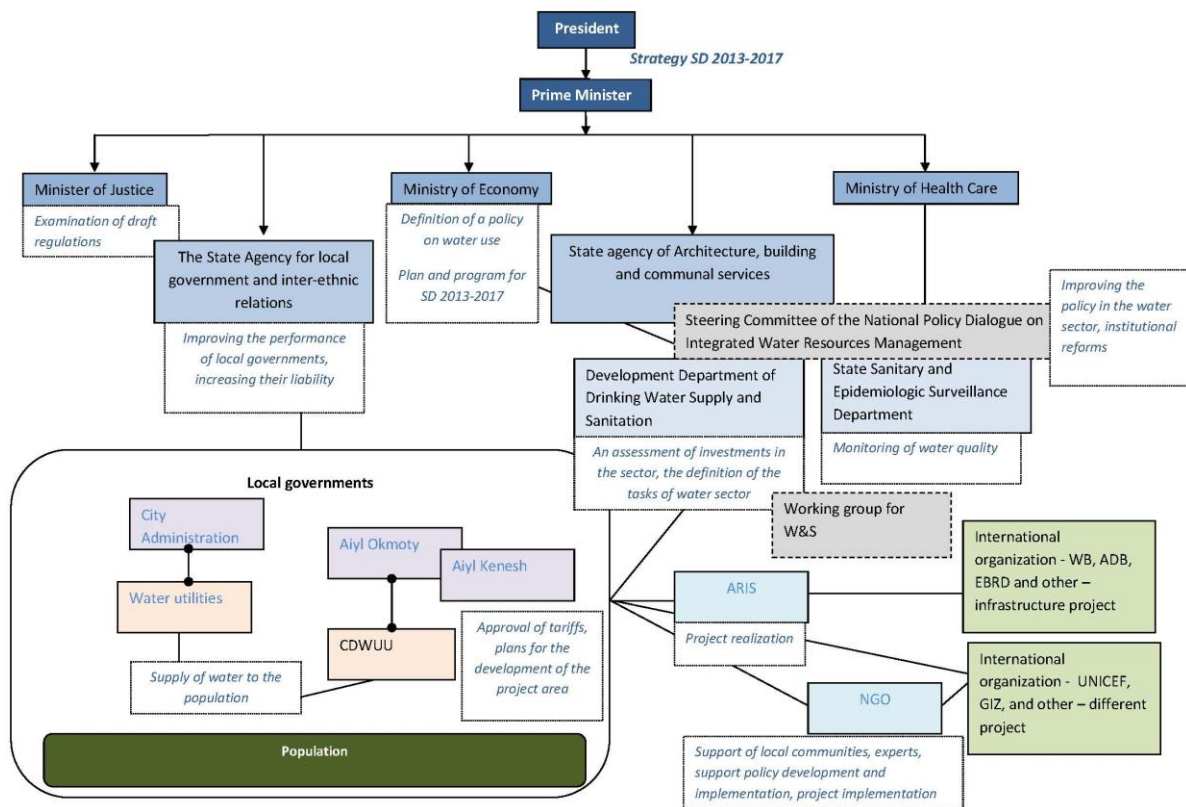 President
Strategy SD 2013-2017
Prime Minister
Minister of Justice
Examination of draft
regulations
The State Agency for local
government and inter-ethnic
relations
Improving the performance
of local governments,
increasing their liability
Ministry of Economy
Definition of a policy
on water use
Plan and program for
SD 2013-2017
State agency of Architecture, building
and communal services
Ministry of Health Care
Improving the
policy in the water
sector, institutional
reforms
Steering Committee of the National Policy Dialogue on
Integrated Water Resources Management
Development Department of
Drinking Water Supply and
Sanitation
An assessment of investments in
the sector, the definition of the
tasks of water sector
State Sanitary and
Epidemiologic Surveillance
Department
Monitoring of water quality
Working group for
W&S
Local governments
City
Administration
Water utilities
Supply of water to the
population
Aiyl Okmoty
Aiyl Kenesh
CDWUU
Approval of tariffs,
plans for the
development of the
project area
Population
ARIS
Project realization
NGO
Support of local communities, experts,
support policy development and
implementation, project implementation
International
organization - WB, ADB,
EBRD and other –
infrastructure project
International
organization - UNICEF,
GIZ, and other – different
project